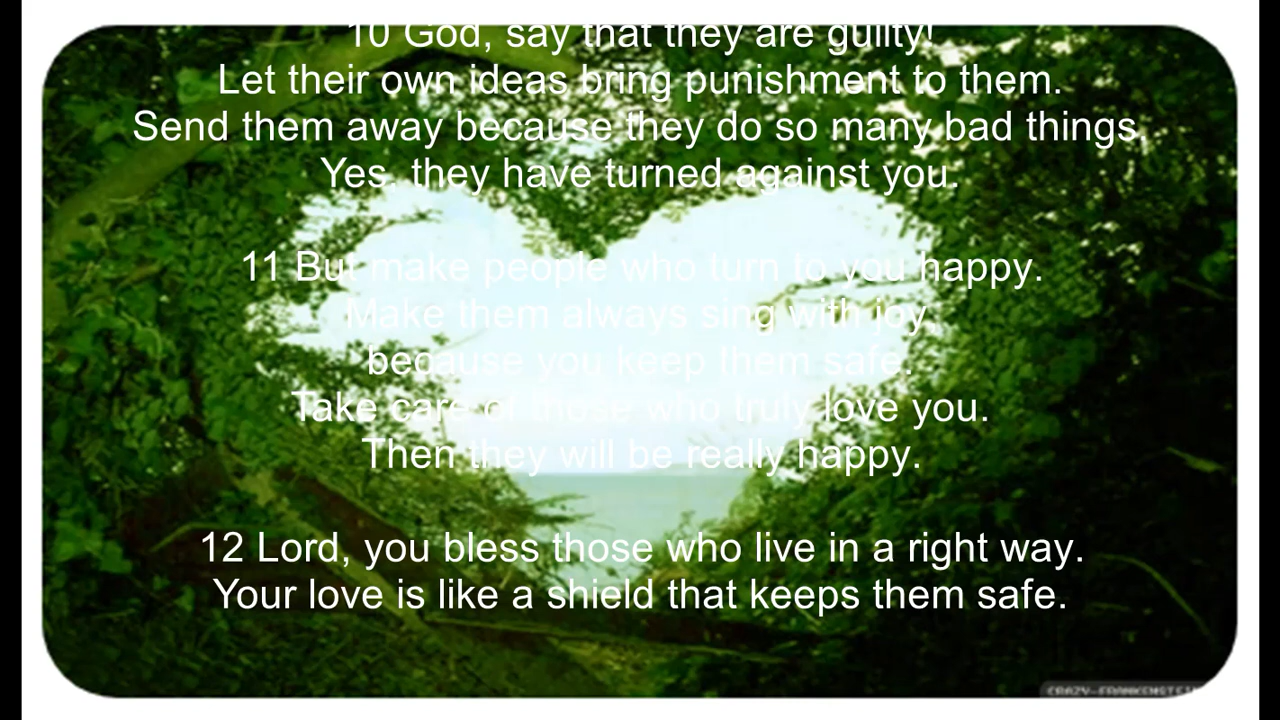 10 God, say that they are guilty!
Let their own ideas bring punishment to them.
Send them away because they do so many bad things.
Yes, they have turned against you.
11 But make people who turn to you happy.
Make them always sing with joy,
because you keep them safe.
Take care of those who truly love you.
Then they will be really happy.
12 Lord, you bless those who live in a right way.
Your love is like a shield that keeps them safe.